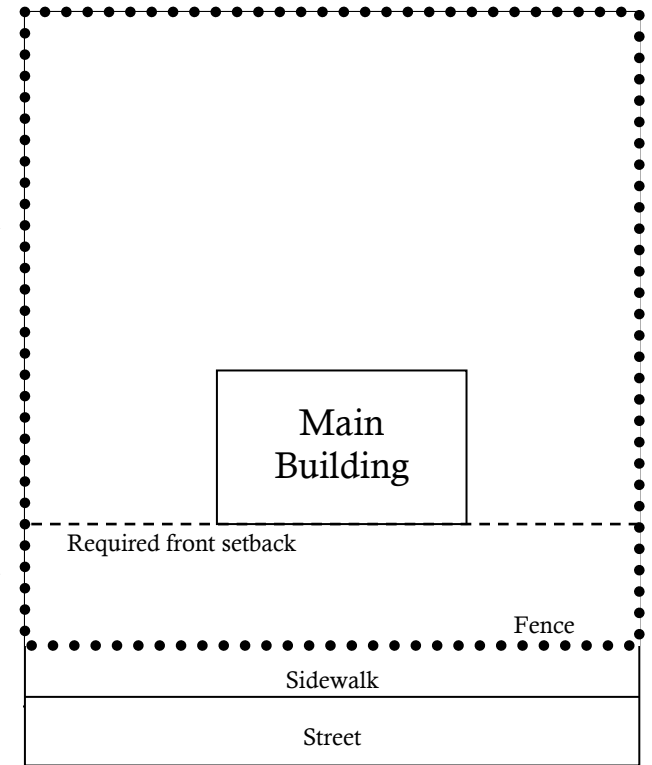 Main
Building
Required front setback
Fence
Sidewalk
Street